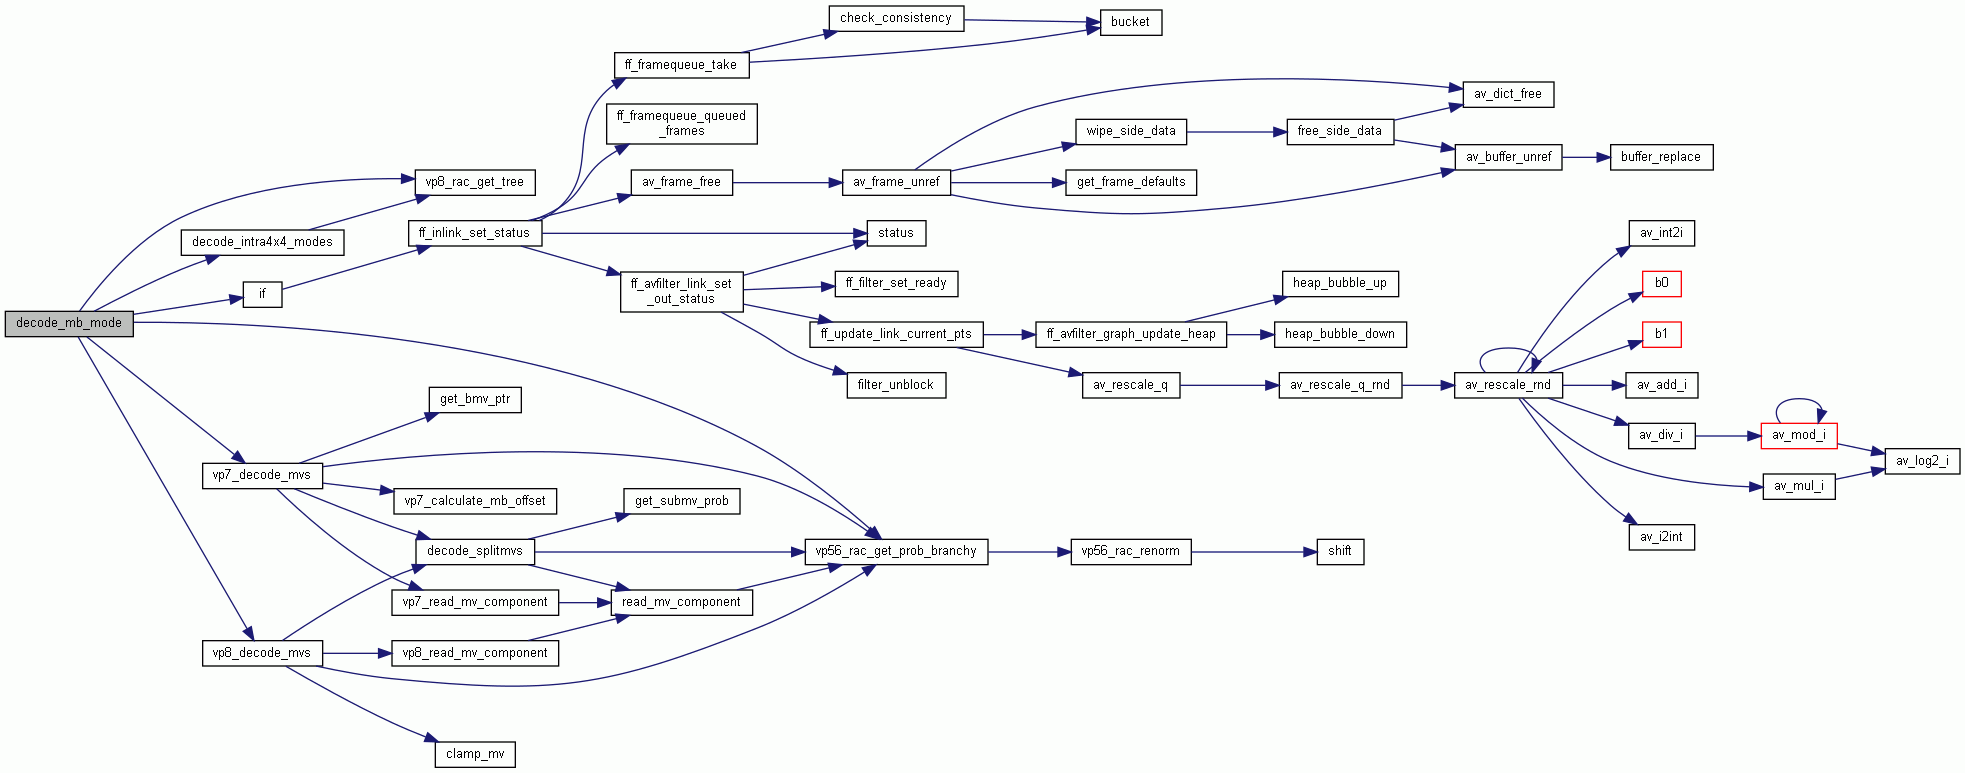 check_consistency
bucket
ff_framequeue_take
av_dict_free
ff_framequeue_queued
_frames
wipe_side_data
free_side_data
av_buffer_unref
buffer_replace
vp8_rac_get_tree
av_frame_free
av_frame_unref
get_frame_defaults
decode_intra4x4_modes
ff_inlink_set_status
status
av_int2i
if
ff_avfilter_link_set
_out_status
ff_filter_set_ready
heap_bubble_up
b0
decode_mb_mode
ff_update_link_current_pts
ff_avfilter_graph_update_heap
heap_bubble_down
b1
filter_unblock
av_rescale_q
av_rescale_q_rnd
av_rescale_rnd
av_add_i
get_bmv_ptr
av_div_i
av_mod_i
av_log2_i
vp7_decode_mvs
av_mul_i
vp7_calculate_mb_offset
get_submv_prob
av_i2int
decode_splitmvs
vp56_rac_get_prob_branchy
vp56_rac_renorm
shift
vp7_read_mv_component
read_mv_component
vp8_decode_mvs
vp8_read_mv_component
clamp_mv